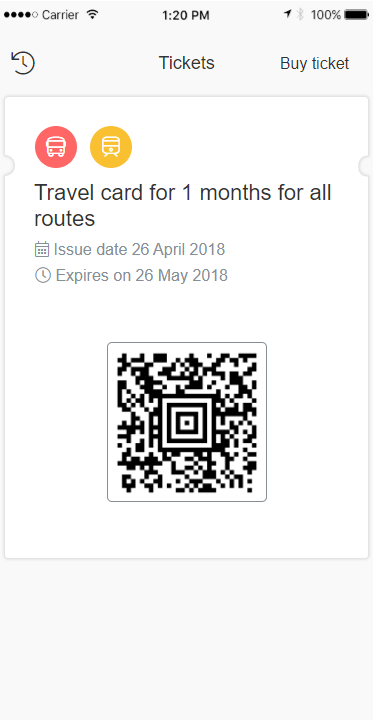 Carrier 1:20 PM 100%
Tickets Buy ticket
Travel card for 1 months for all
routes
Issue date 26 April 2018
Expires on 26 May 2018